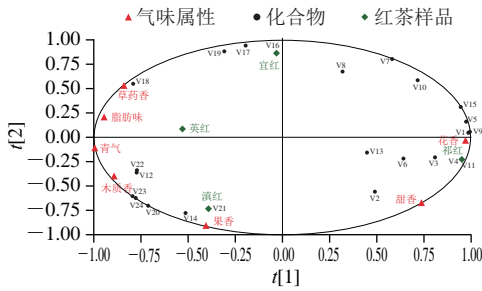 气味属性 化合物 红茶样品
1.00
0.75
0.50
0.25
0.00
−0.25
−0.50
−0.75
−1.00
t[2]
V16
V19 V17
宜红
V8
V7
V18
草药香
V10
脂肪味
V15
V5
英红
V1 V9
花香
青气
V13
祁红
V6
V3
V4
V11
V22
V12
木质香
V23
V24
V20
V14
滇红
V21
果香
V2
甜香
−1.00 −0.75 −0.50 −0.25 0.00 0.25 0.50 0.75 1.00
t[1]